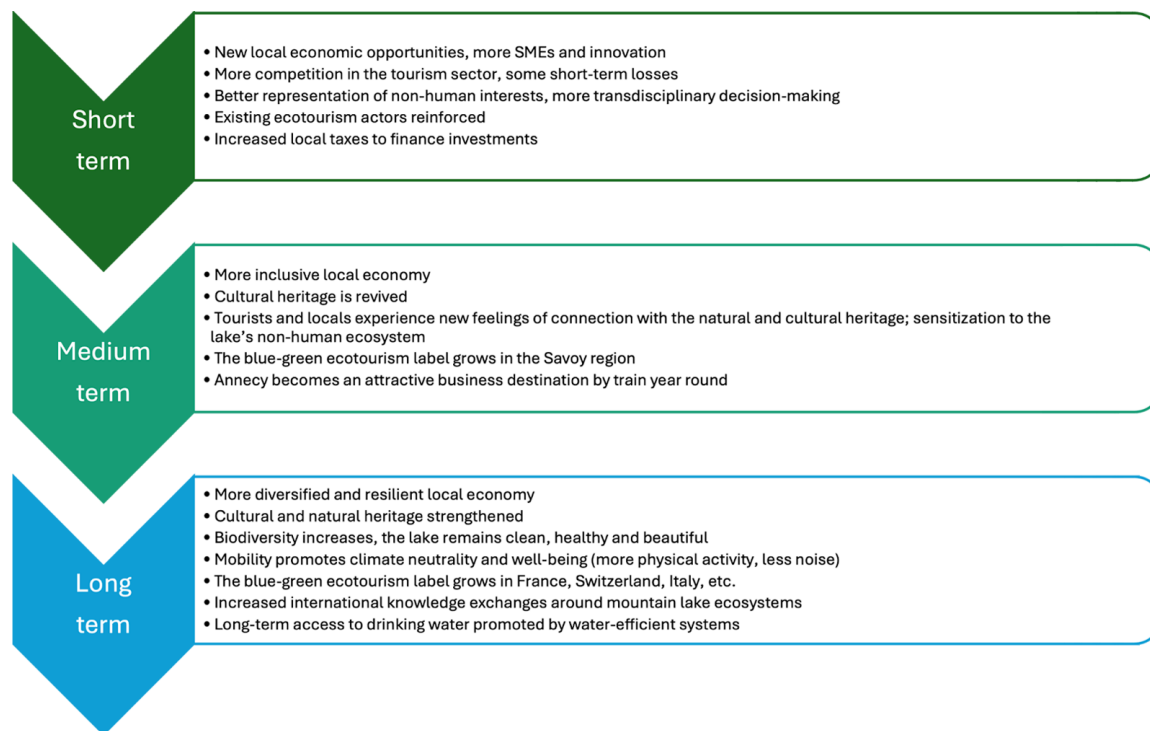 Short
term
• New local economic opportunities, more SMEs and innovation
• More competition in the tourism sector, some short-term losses
• Better representation of non-human interests, more transdisciplinary decision-making
• Existing ecotourism actors reinforced
• Increased local taxes to finance investments
Medium
term
• More inclusive local economy
• Cultural heritage is revived
• Tourists and locals experience new feelings of connection with the natural and cultural heritage; sensitization to the
lake's non-human ecosystem
• The blue-green ecotourism label grows in the Savoy region
• Annecy becomes an attractive business destination by train year round
Long
term
• More diversified and resilient local economy
• Cultural and natural heritage strengthened
• Biodiversity increases, the lake remains clean, healthy and beautiful
• Mobility promotes climate neutrality and well-being (more physical activity, less noise)
• The blue-green ecotourism label grows in France, Switzerland, Italy, etc.
• Increased international knowledge exchanges around mountain lake ecosystems
• Long-term access to drinking water promoted by water-efficient systems